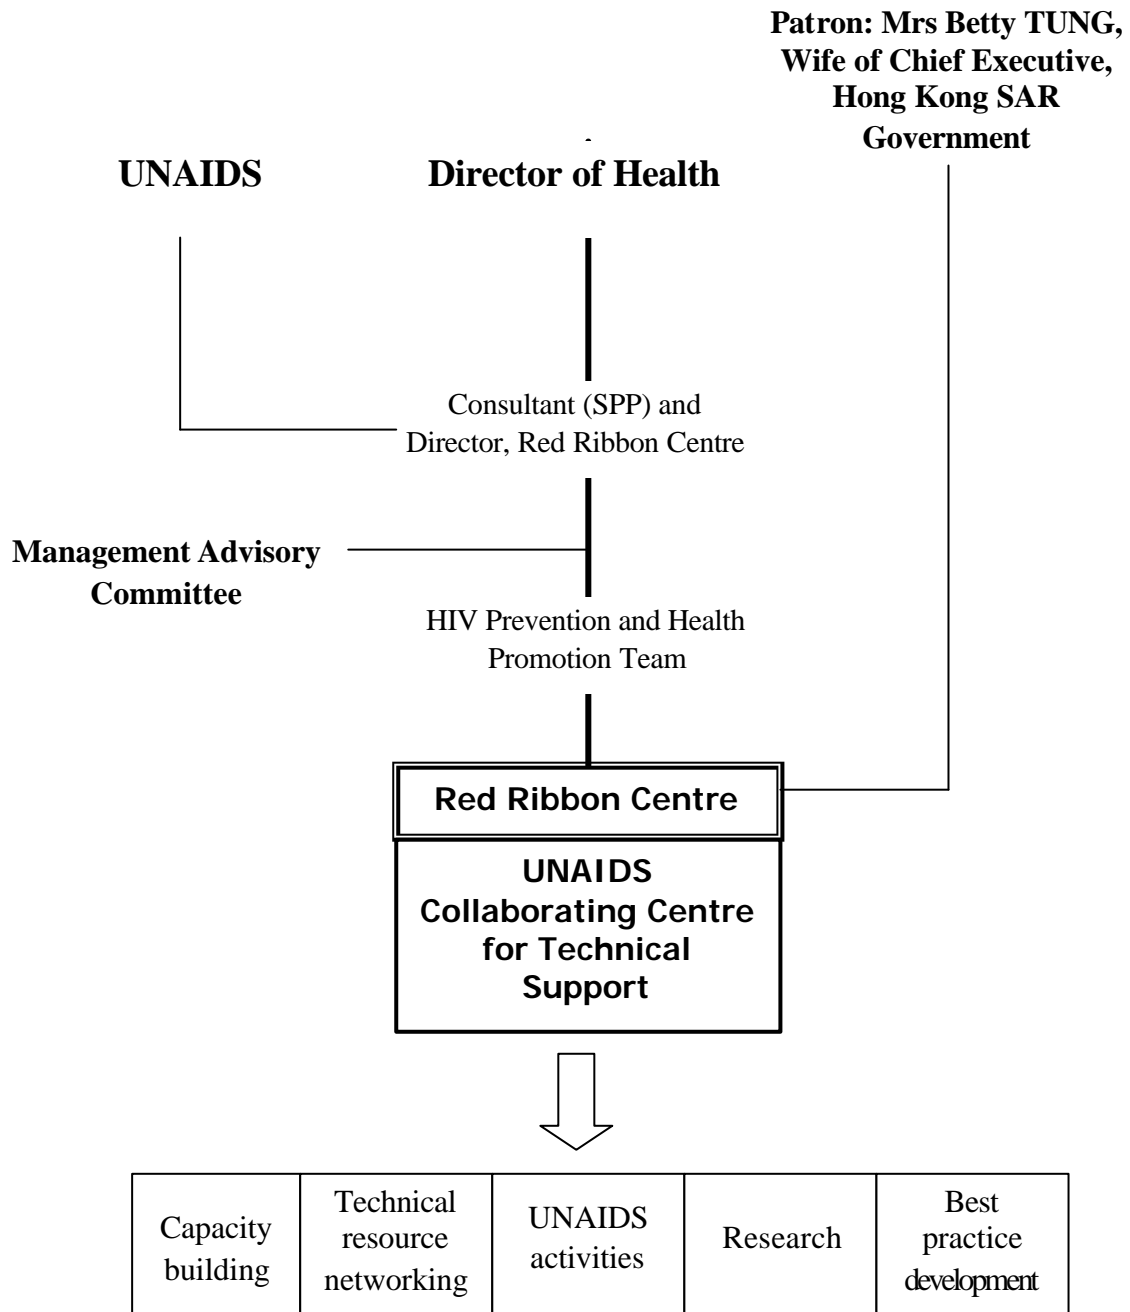 Patron: Mrs Betty TUNG,
Wife of Chief Executive,
Hong Kong SAR
Government
UNAIDS
Director of Health
Consultant (SPP) and
Director, Red Ribbon Centre
Management Advisory
Committee
HIV Prevention and Health
Promotion Team
Red Ribbon Centre
UNAIDS
Collaborating Centre
for Technical
Support
Capacity
building
Technical
resource
networking
UNAIDS
activities
Research
Best
practice
development